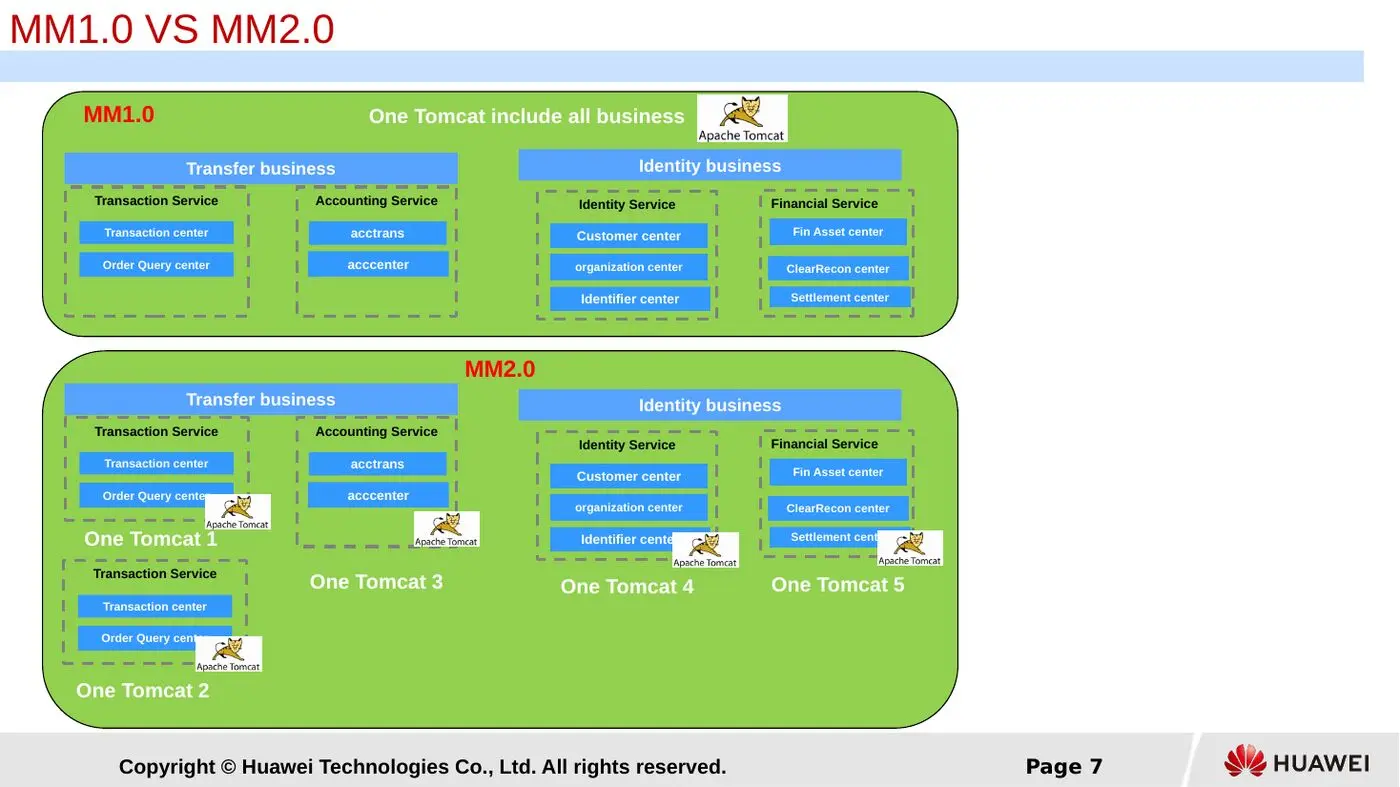 MM1.0 VS MM2.0
MM1.0
One Tomcat include all business
Apache Tomcat
Transfer business
Transaction Service
Transaction center
Order Query center
Accounting Service
acctrans
acccenter
Identity business
Identity Service
Customer center
organization center
Identifier center
Financial Service
Fin Asset center
ClearRecon center
Settlement center
MM2.0
Transfer business
Transaction Service
Transaction center
Order Query cente
Apache Tomcat
One Tomcat 1
Transaction Service
Transaction center
Order Query cent
Apache Tomcat
One Tomcat 2
Accounting Service
acctrans
acccenter
Apache Tomcat
One Tomcat 3
Identity business
Identity Service
Customer center
organization center
Identifier cente
Apache Tomcat
One Tomcat 4
Financial Service
Fin Asset center
ClearRecon center
Settlement cent
Apache Tomcat
One Tomcat 5
Copyright © Huawei Technologies Co., Ltd. All rights reserved.
Page 7
HUAWEI